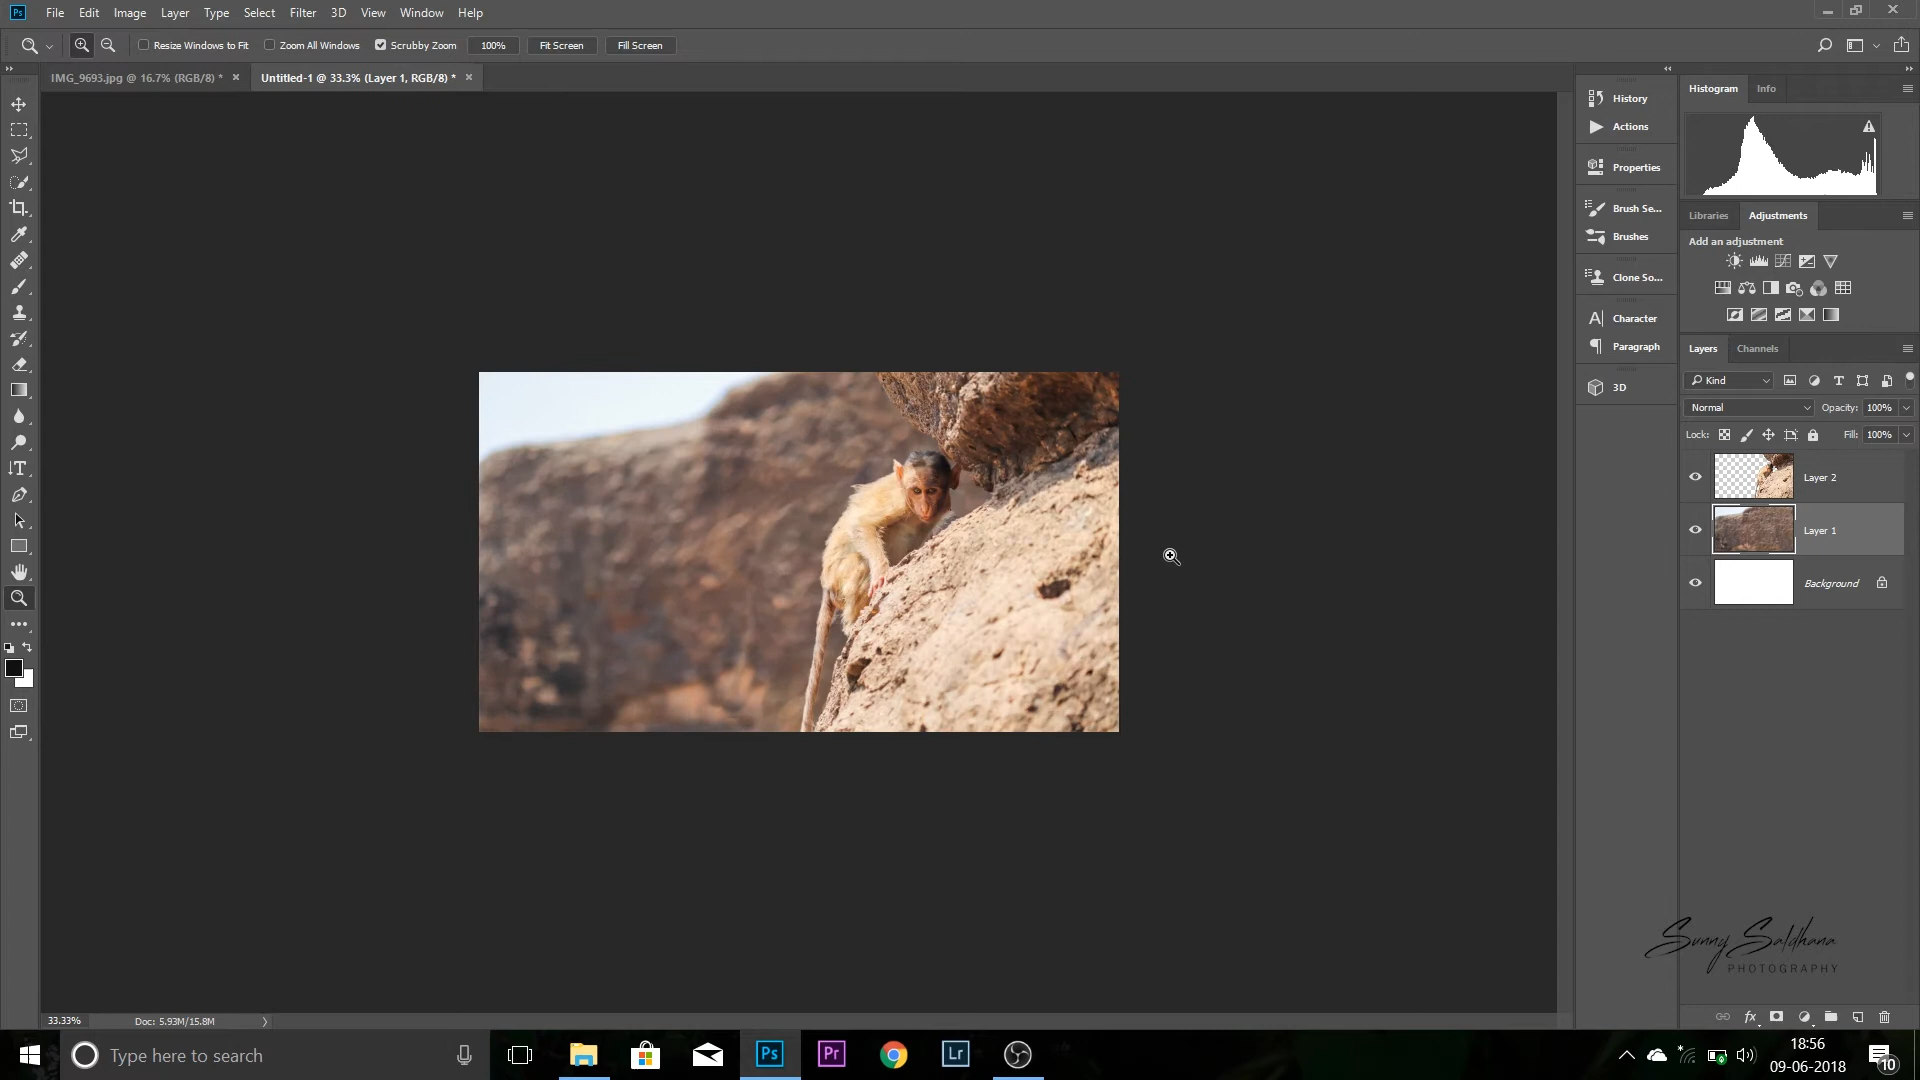 Ps File Edit Image Layer Type Select Filter 3D View Window Help
Resize Windows to Fit Zoom All Windows Scrubby Zoom 100% Fit Screen Fill Screen
IMG_9693.jpg @ 16.7% (RGB/8) * × Untitled-1 @ 33.3% (Layer 1, RGB/8) * ×
History
Actions
Properties
Brush Se...
Brushes
Clone So...
Character
Paragraph
3D
Histogram Info
Libraries Adjustments
Add an adjustment
Layers Channels
Kind
Normal Opacity: 100%
Lock: Fill: 100%
Layer 2
Layer 1
Background
Sunny Saldhana
PHOTOGRAPHY
33.33% Doc: 5.93M/15.8M
Type here to search
Ps Pr Lr
18:56
09-06-2018
10